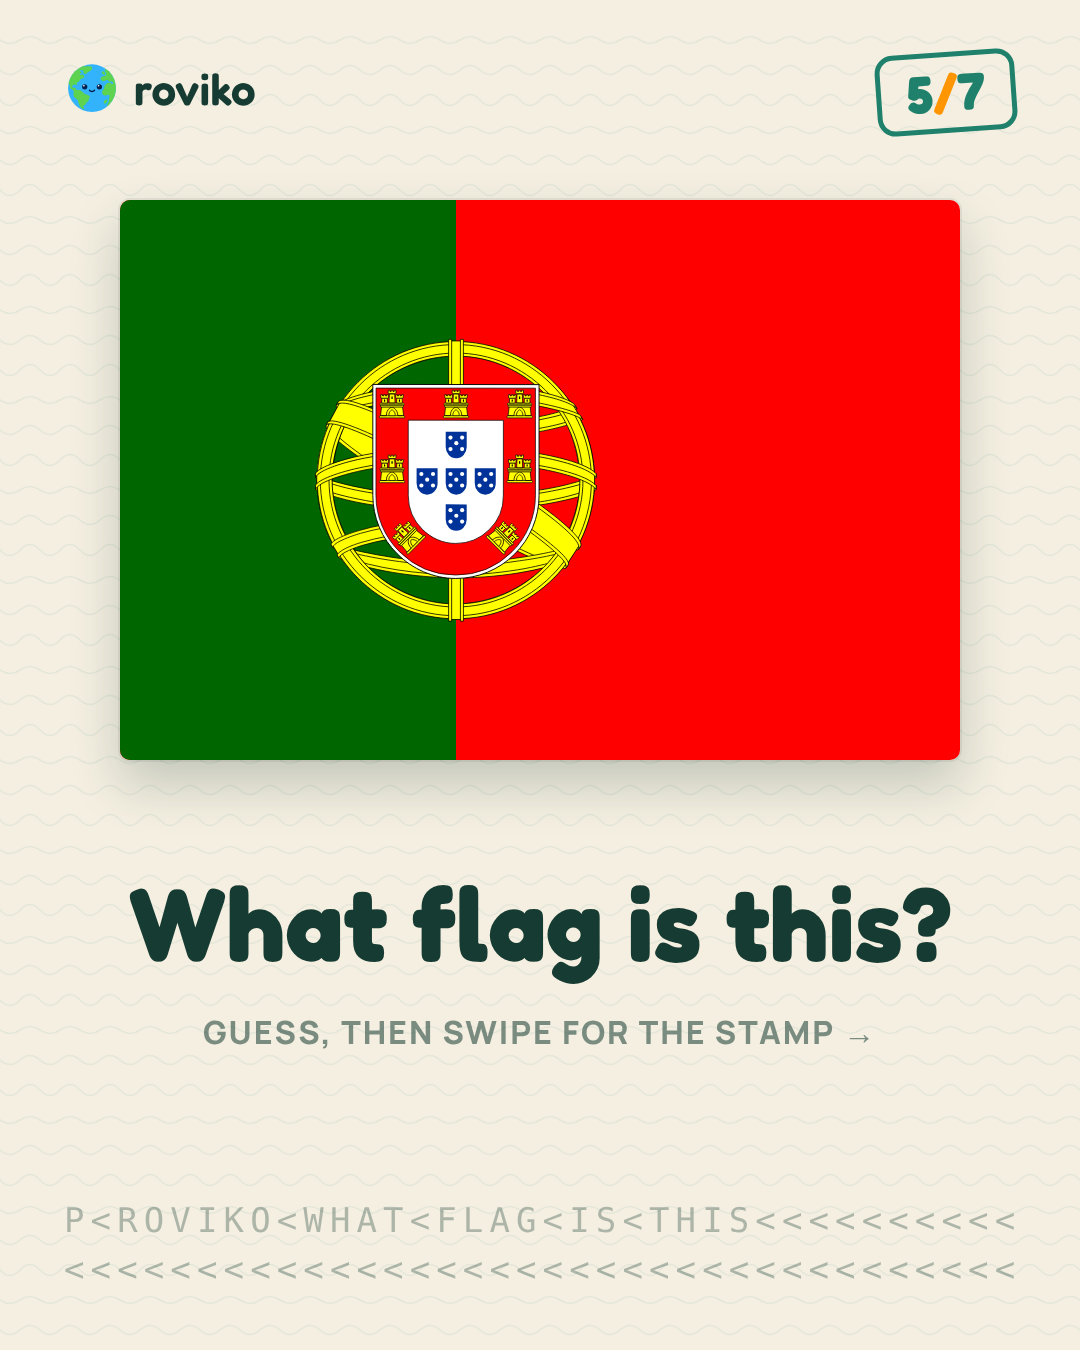 roviko
5/7
What flag is this?
GUESS, THEN SWIPE FOR THE STAMP →
P<ROVIKO<WHAT<FLAG<IS<THIS<<<<<<<<<<
<<<<<<<<<<<<<<<<<<<<<<<<<<<<<<<<<<<<